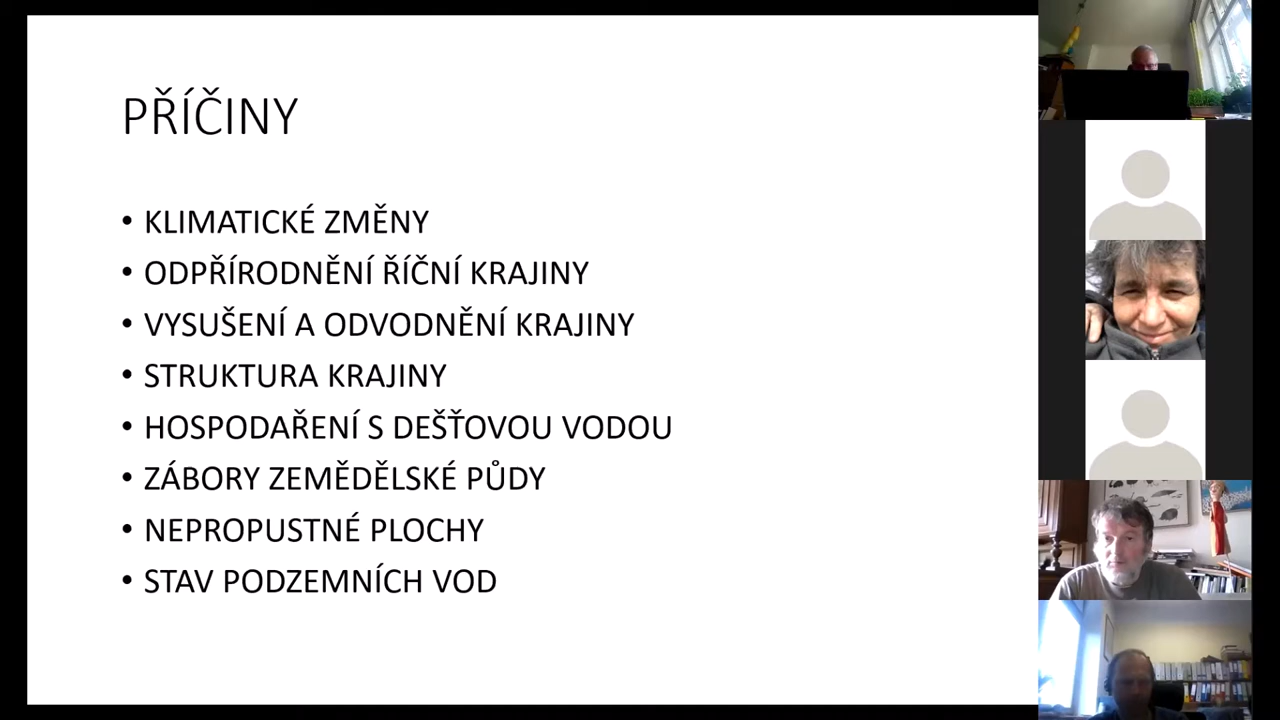 PŘÍČINY
• KLIMATICKÉ ZMĚNY
• ODPŘÍRODNĚNÍ ŘÍČNÍ KRAJINY
• VYSUŠENÍ A ODVODNĚNÍ KRAJINY
• STRUKTURA KRAJINY
• HOSPODAŘENÍ S DEŠŤOVOU VODOU
• ZÁBORY ZEMĚDĚLSKÉ PŮDY
• NEPROPUSTNÉ PLOCHY
• STAV PODZEMNÍCH VOD